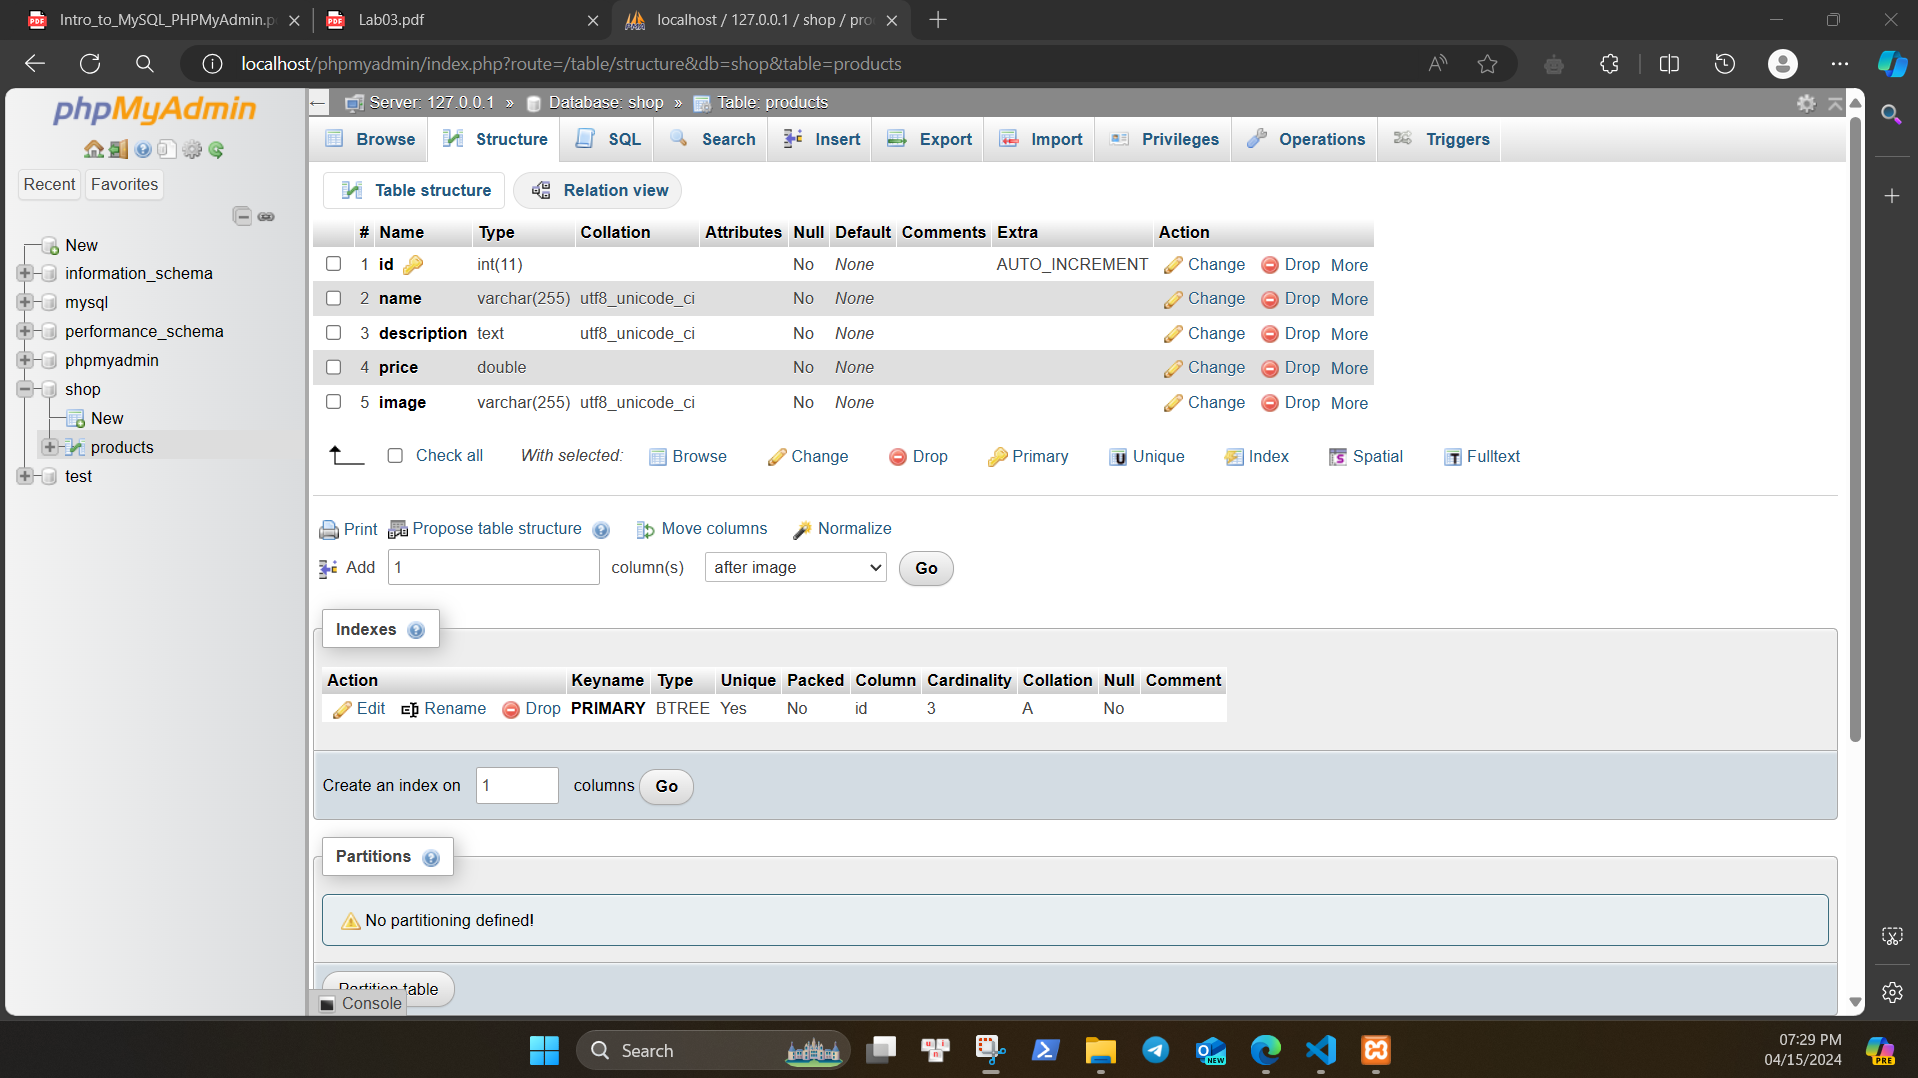 Intro_to_MySQL_PHPMyAdmin.p
Lab03.pdf
localhost / 127.0.0.1 / shop / pro
localhost/phpmyadmin/index.php?route=/table/structure&db=shop&table=products
phpMyAdmin
Recent Favorites
New
information_schema
mysql
performance_schema
phpmyadmin
shop
New
products
test
Server: 127.0.0.1 » Database: shop » Table: products
Browse Structure SQL Search Insert Export Import Privileges Operations Triggers
Table structure Relation view
# Name Type Collation Attributes Null Default Comments Extra Action
1 id int(11) No None AUTO_INCREMENT Change Drop More
2 name varchar(255) utf8_unicode_ci No None Change Drop More
3 description text utf8_unicode_ci No None Change Drop More
4 price double No None Change Drop More
5 image varchar(255) utf8_unicode_ci No None Change Drop More
Check all With selected: Browse Change Drop Primary Unique Index Spatial Fulltext
Print Propose table structure Move columns Normalize
Add 1 column(s) after image Go
Indexes
Action Keyname Type Unique Packed Column Cardinality Collation Null Comment
Edit Rename Drop PRIMARY BTREE Yes No id 3 A No
Create an index on 1 columns Go
Partitions
No partitioning defined!
Partition table
Console
Search
07:29 PM
04/15/2024